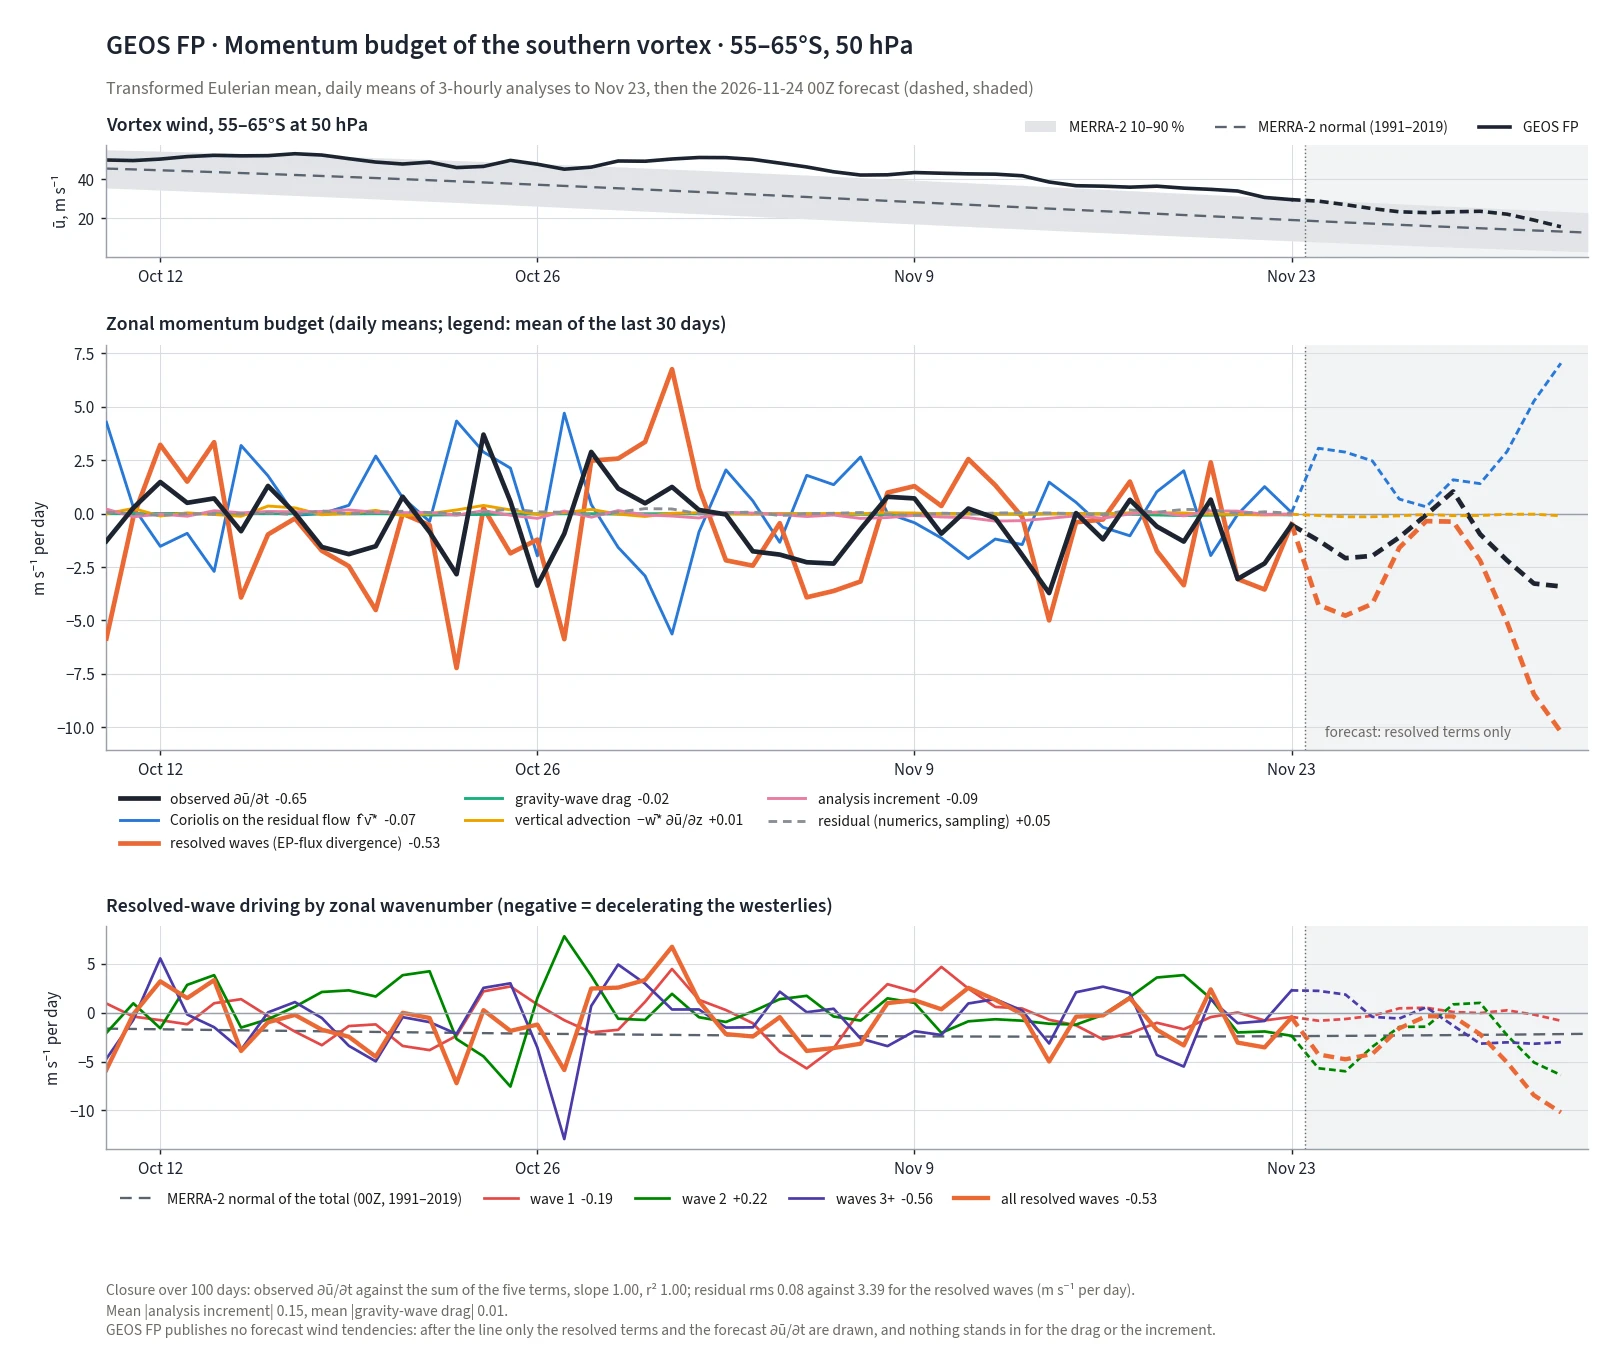 GEOS FP · Momentum budget of the southern vortex · 55–65°S, 50 hPa
Transformed Eulerian mean, daily means of 3-hourly analyses to Nov 23, then the 2026-11-24 00Z forecast (dashed, shaded)
Vortex wind, 55–65°S at 50 hPa
MERRA-2 10–90 %
MERRA-2 normal (1991–2019)
GEOS FP
ū, m s⁻¹
40
20
Oct 12
Oct 26
Nov 9
Nov 23
Zonal momentum budget (daily means; legend: mean of the last 30 days)
m s⁻¹ per day
7.5
5.0
2.5
0.0
−2.5
−5.0
−7.5
−10.0
forecast: resolved terms only
Oct 12
Oct 26
Nov 9
Nov 23
observed ∂ū/∂t -0.65
Coriolis on the residual flow f v̄* -0.07
resolved waves (EP-flux divergence) -0.53
gravity-wave drag -0.02
vertical advection −w̄* ∂ū/∂z +0.01
analysis increment -0.09
residual (numerics, sampling) +0.05
Resolved-wave driving by zonal wavenumber (negative = decelerating the westerlies)
m s⁻¹ per day
5
0
−5
−10
Oct 12
Oct 26
Nov 9
Nov 23
MERRA-2 normal of the total (00Z, 1991–2019)
wave 1 -0.19
wave 2 +0.22
waves 3+ -0.56
all resolved waves -0.53
Closure over 100 days: observed ∂ū/∂t against the sum of the five terms, slope 1.00, r² 1.00; residual rms 0.08 against 3.39 for the resolved waves (m s⁻¹ per day).
Mean |analysis increment| 0.15, mean |gravity-wave drag| 0.01.
GEOS FP publishes no forecast wind tendencies: after the line only the resolved terms and the forecast ∂ū/∂t are drawn, and nothing stands in for the drag or the increment.